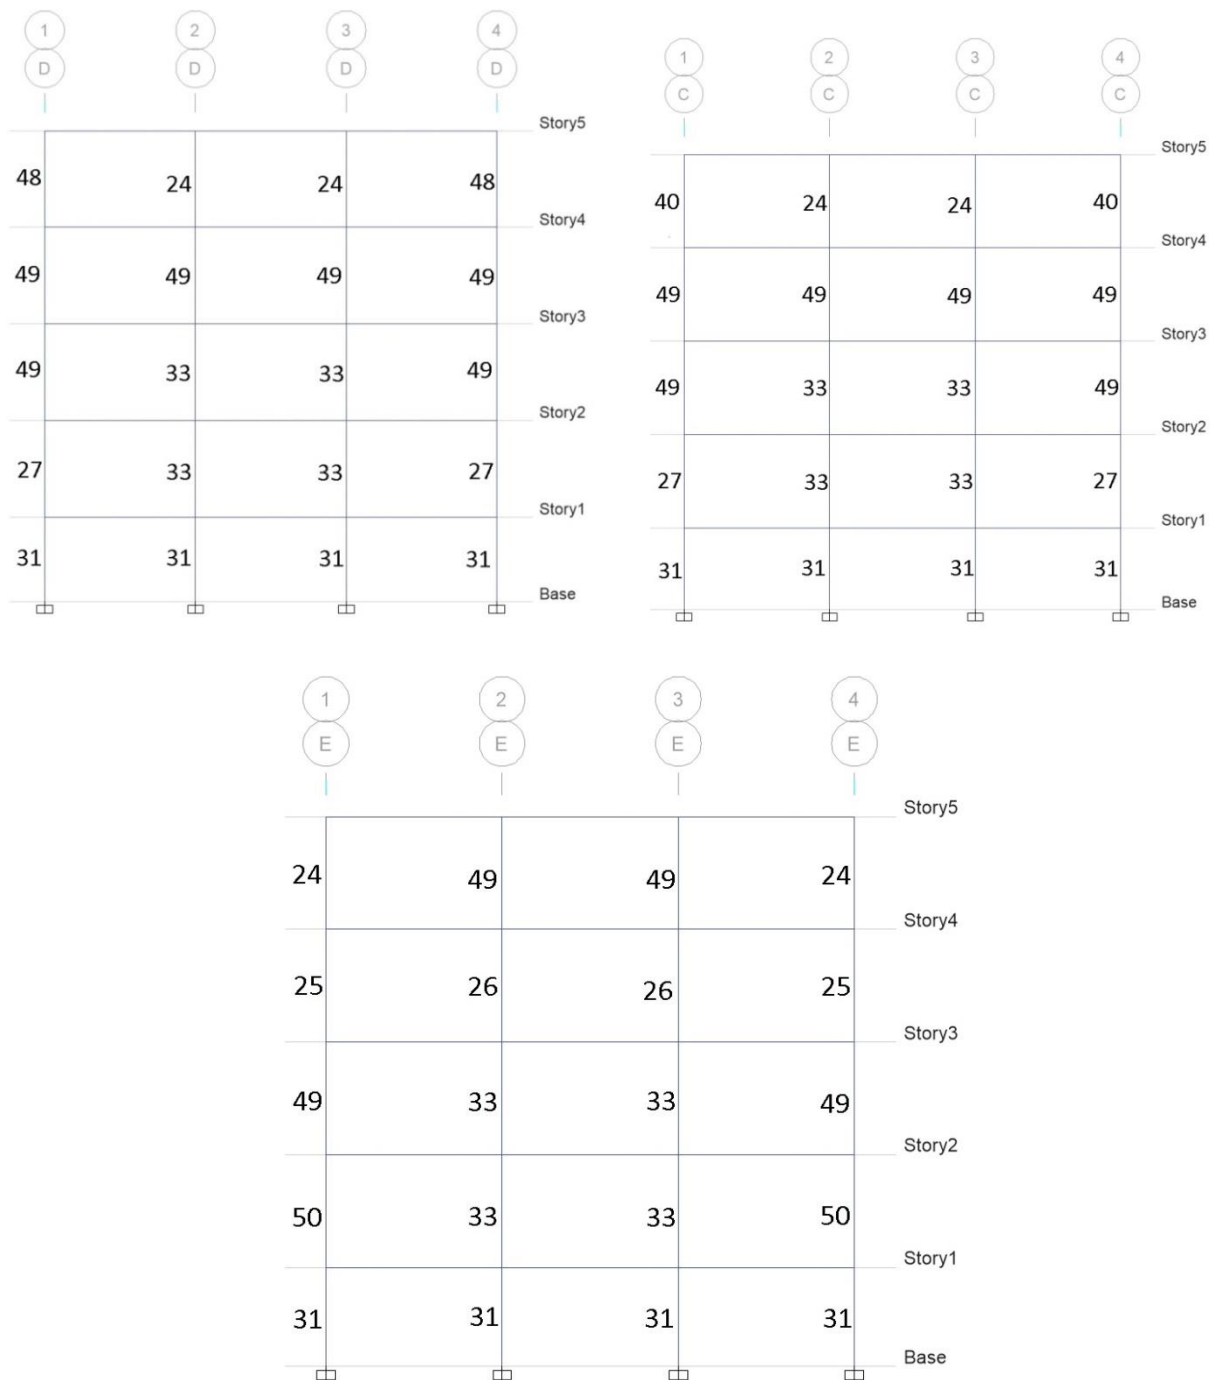 1 2 3 4
D D D D
Story5
48 24 24 48
Story4
49 49 49 49
Story3
49 33 33 49
Story2
27 33 33 27
Story1
31 31 31 31
Base
1 2 3 4
C C C C
Story5
40 24 24 40
Story4
49 49 49 49
Story3
49 33 33 49
Story2
27 33 33 27
Story1
31 31 31 31
Base
1 2 3 4
E E E E
Story5
24 49 49 24
Story4
25 26 26 25
Story3
49 33 33 49
Story2
50 33 33 50
Story1
31 31 31 31
Base